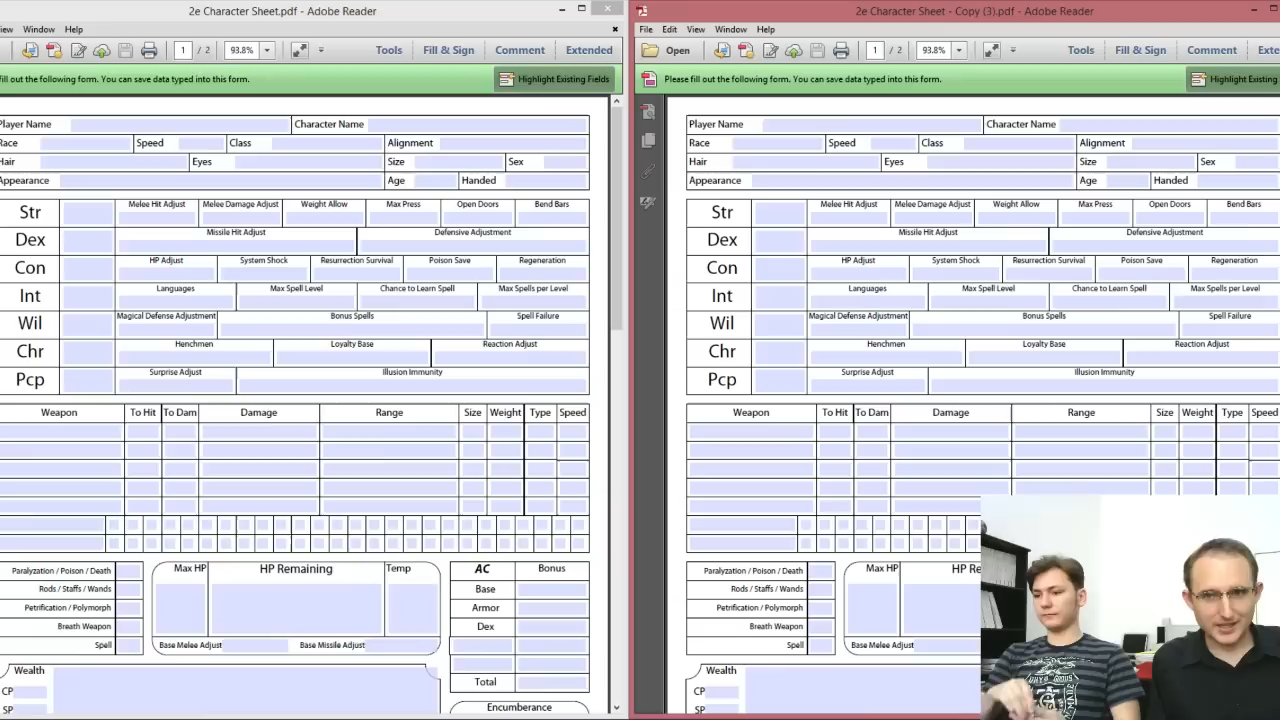 2e Character Sheet.pdf - Adobe Reader
Window Help
1 / 2 93.8% Tools Fill & Sign Comment Extended
fill out the following form. You can save data typed into this form. Highlight Existing Fields
Player Name Character Name
Race Speed Class Alignment
Hair Eyes Size Sex
Appearance Age Handed
Str Melee Hit Adjust Melee Damage Adjust Weight Allow Max Press Open Doors Bend Bars
Dex Missile Hit Adjust Defensive Adjustment
Con HP Adjust System Shock Resurrection Survival Poison Save Regeneration
Int Languages Max Spell Level Chance to Learn Spell Max Spells per Level
Wil Magical Defense Adjustment Bonus Spells Spell Failure
Chr Henchmen Loyalty Base Reaction Adjust
Pcp Surprise Adjust Illusion Immunity
Weapon To Hit To Dam Damage Range Size Weight Type Speed
Paralyzation / Poison / Death Max HP HP Remaining Temp AC Bonus
Rods / Staffs / Wands Base
Petrification / Polymorph Armor
Breath Weapon Dex
Spell Base Melee Adjust Base Missile Adjust
Wealth
Total
CP
SP Encumberance
2e Character Sheet - Copy (3).pdf - Adobe Reader
File Edit View Window Help
Open 1 / 2 93.8% Tools Fill & Sign Comment
Please fill out the following form. You can save data typed into this form. Highlight Existing
Player Name Character Name
Race Speed Class Alignment
Hair Eyes Size Sex
Appearance Age Handed
Str Melee Hit Adjust Melee Damage Adjust Weight Allow Max Press Open Doors Bend Bars
Dex Missile Hit Adjust Defensive Adjustment
Con HP Adjust System Shock Resurrection Survival Poison Save Regeneration
Int Languages Max Spell Level Chance to Learn Spell Max Spells per Level
Wil Magical Defense Adjustment Bonus Spells Spell Failure
Chr Henchmen Loyalty Base Reaction Adjust
Pcp Surprise Adjust Illusion Immunity
Weapon To Hit To Dam Damage Range Size Weight Type Speed
Paralyzation / Poison / Death Max HP HP Re
Rods / Staffs / Wands
Petrification / Polymorph
Breath Weapon
Spell Base Melee Adjust
Wealth
CP
SP